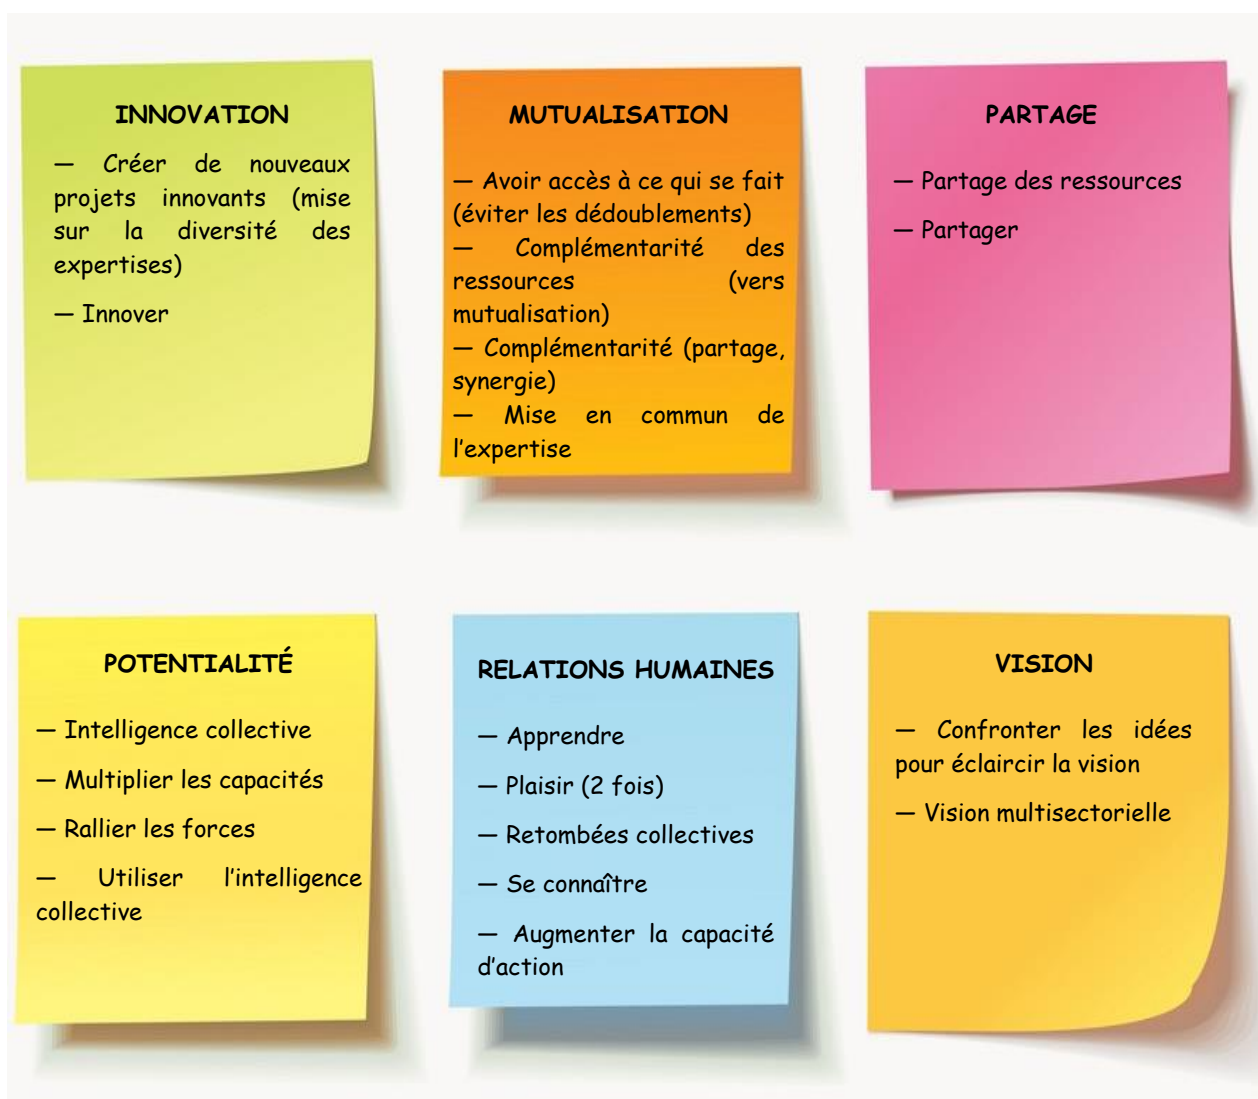 INNOVATION
— Créer de nouveaux
projets innovants (mise
sur la diversité des
expertises)
— Innover
MUTUALISATION
— Avoir accès à ce qui se fait
(éviter les dédoublements)
— Complémentarité des
ressources (vers
mutualisation)
— Complémentarité (partage,
synergie)
— Mise en commun de
l’expertise
PARTAGE
— Partage des ressources
— Partager
POTENTIALITÉ
— Intelligence collective
— Multiplier les capacités
— Rallier les forces
— Utiliser l’intelligence
collective
RELATIONS HUMAINES
— Apprendre
— Plaisir (2 fois)
— Retombées collectives
— Se connaître
— Augmenter la capacité
d’action
VISION
— Confronter les idées
pour éclaircir la vision
— Vision multisectorielle